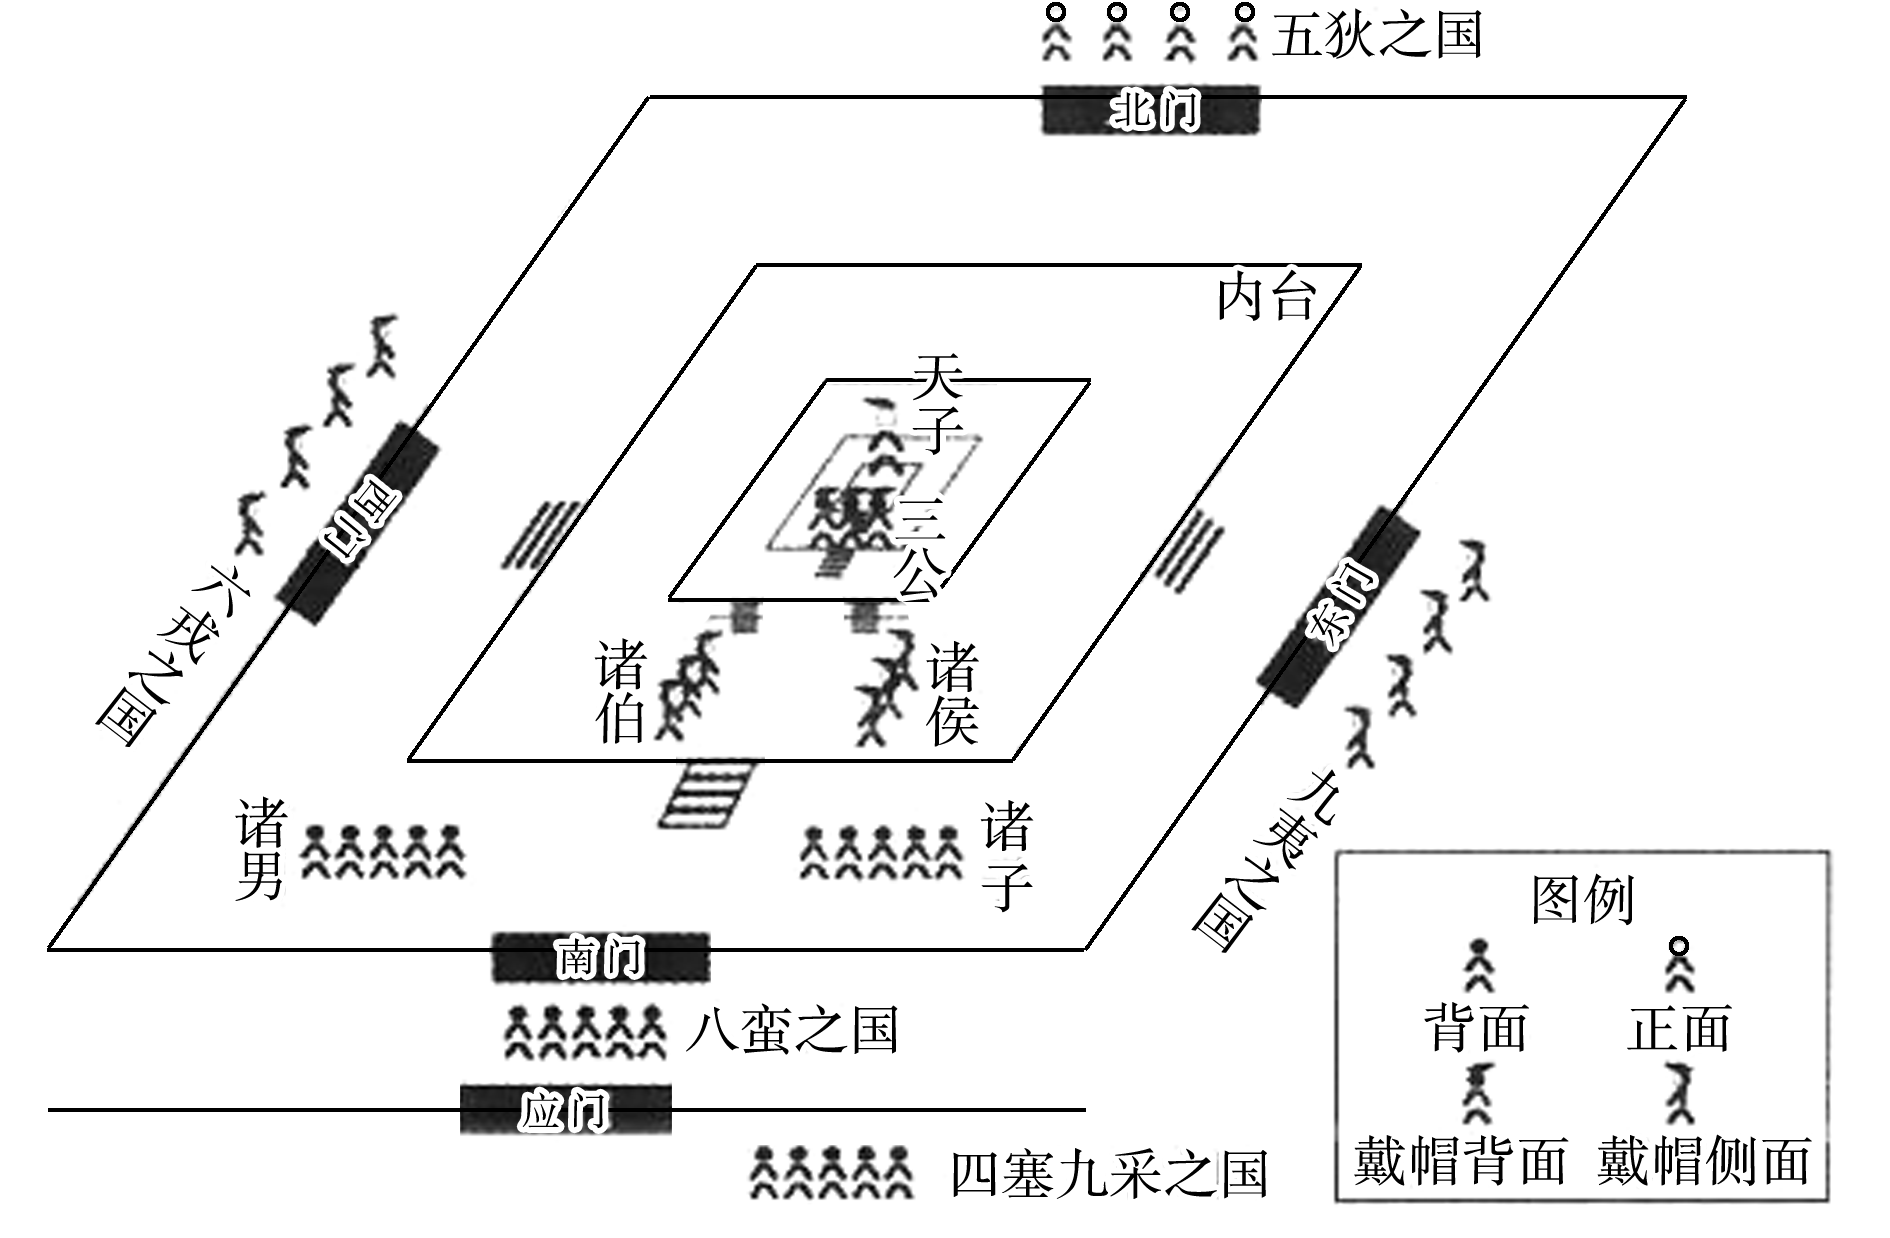 五狄之国
北门
内台
天子
三公
西门
六戎之国
东门
九夷之国
诸伯
诸侯
诸男
诸子
南门
八蛮之国
应门
四塞九采之国
图例
背面
正面
戴帽背面
戴帽侧面